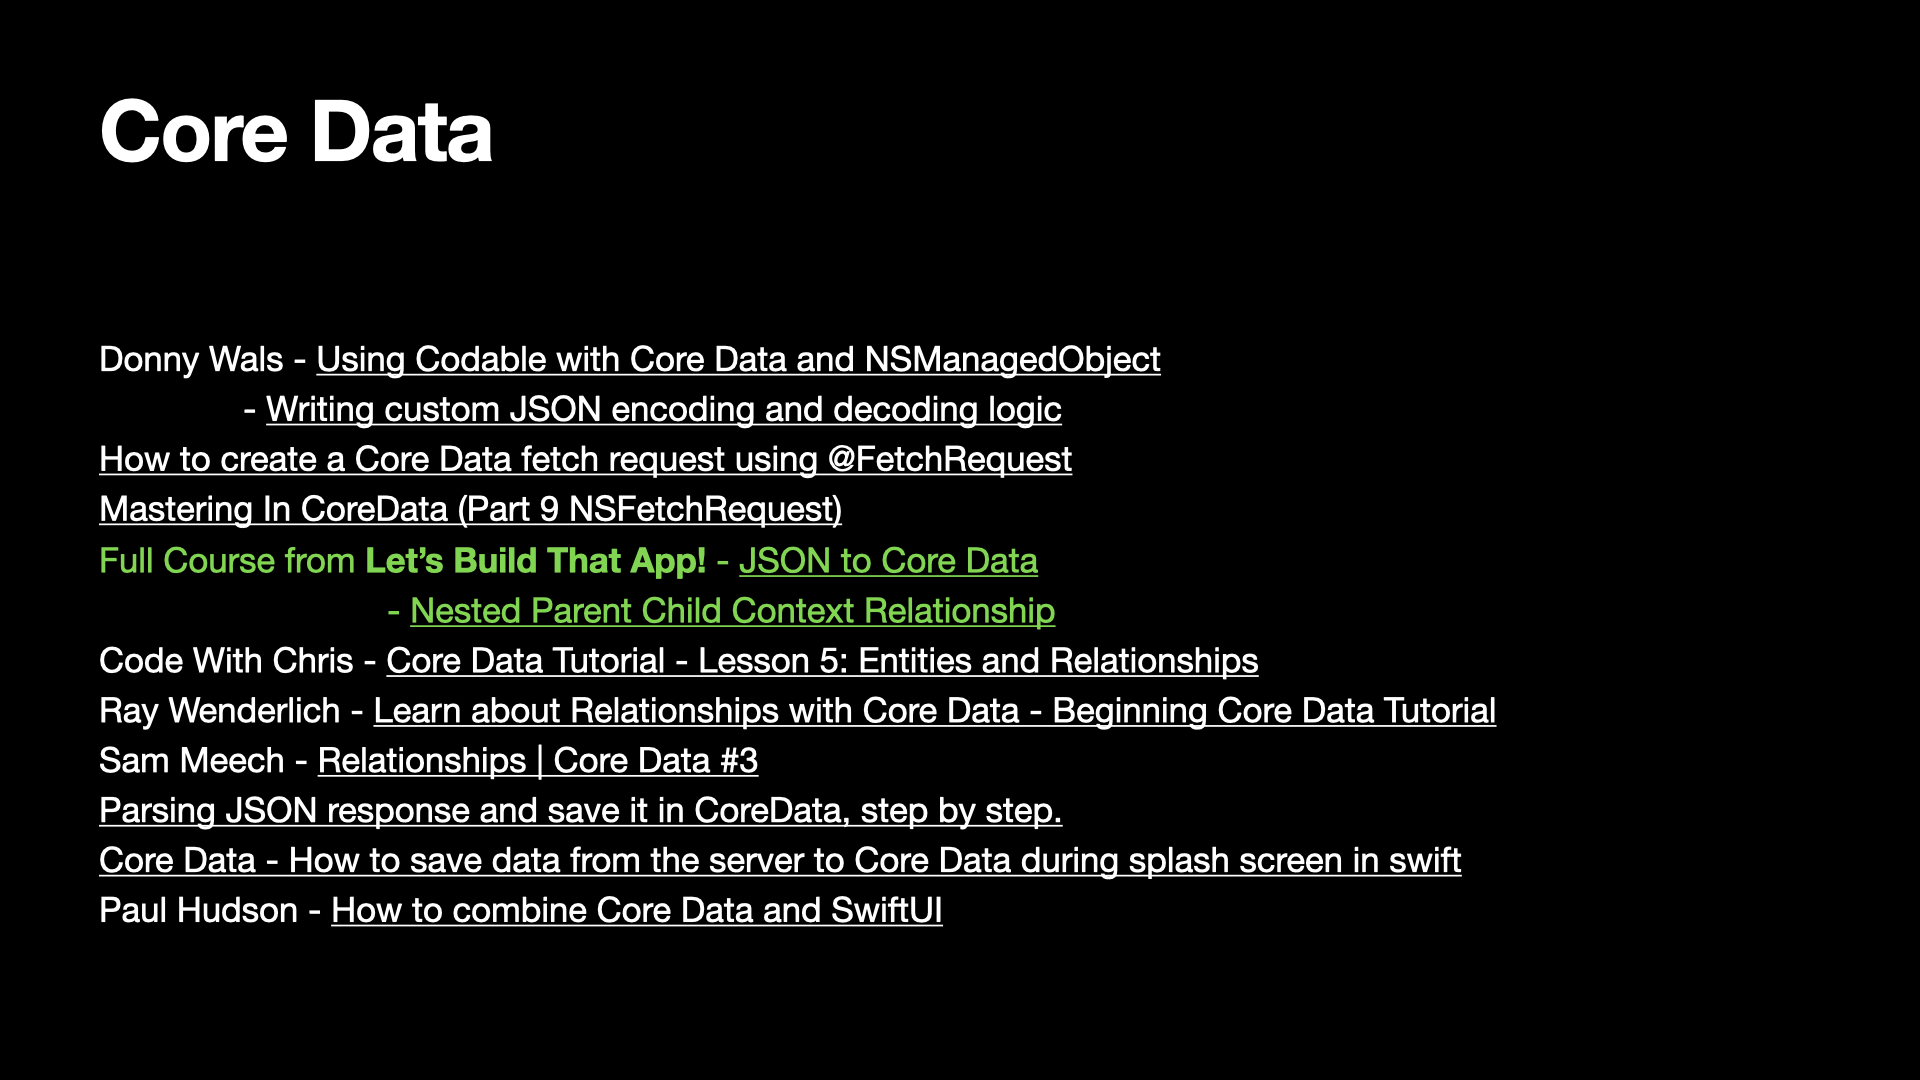 Core Data
Donny Wals - Using Codable with Core Data and NSManagedObject
- Writing custom JSON encoding and decoding logic
How to create a Core Data fetch request using @FetchRequest
Mastering In CoreData (Part 9 NSFetchRequest)
Full Course from Let’s Build That App! - JSON to Core Data
- Nested Parent Child Context Relationship
Code With Chris - Core Data Tutorial - Lesson 5: Entities and Relationships
Ray Wenderlich - Learn about Relationships with Core Data - Beginning Core Data Tutorial
Sam Meech - Relationships | Core Data #3
Parsing JSON response and save it in CoreData, step by step.
Core Data - How to save data from the server to Core Data during splash screen in swift
Paul Hudson - How to combine Core Data and SwiftUI